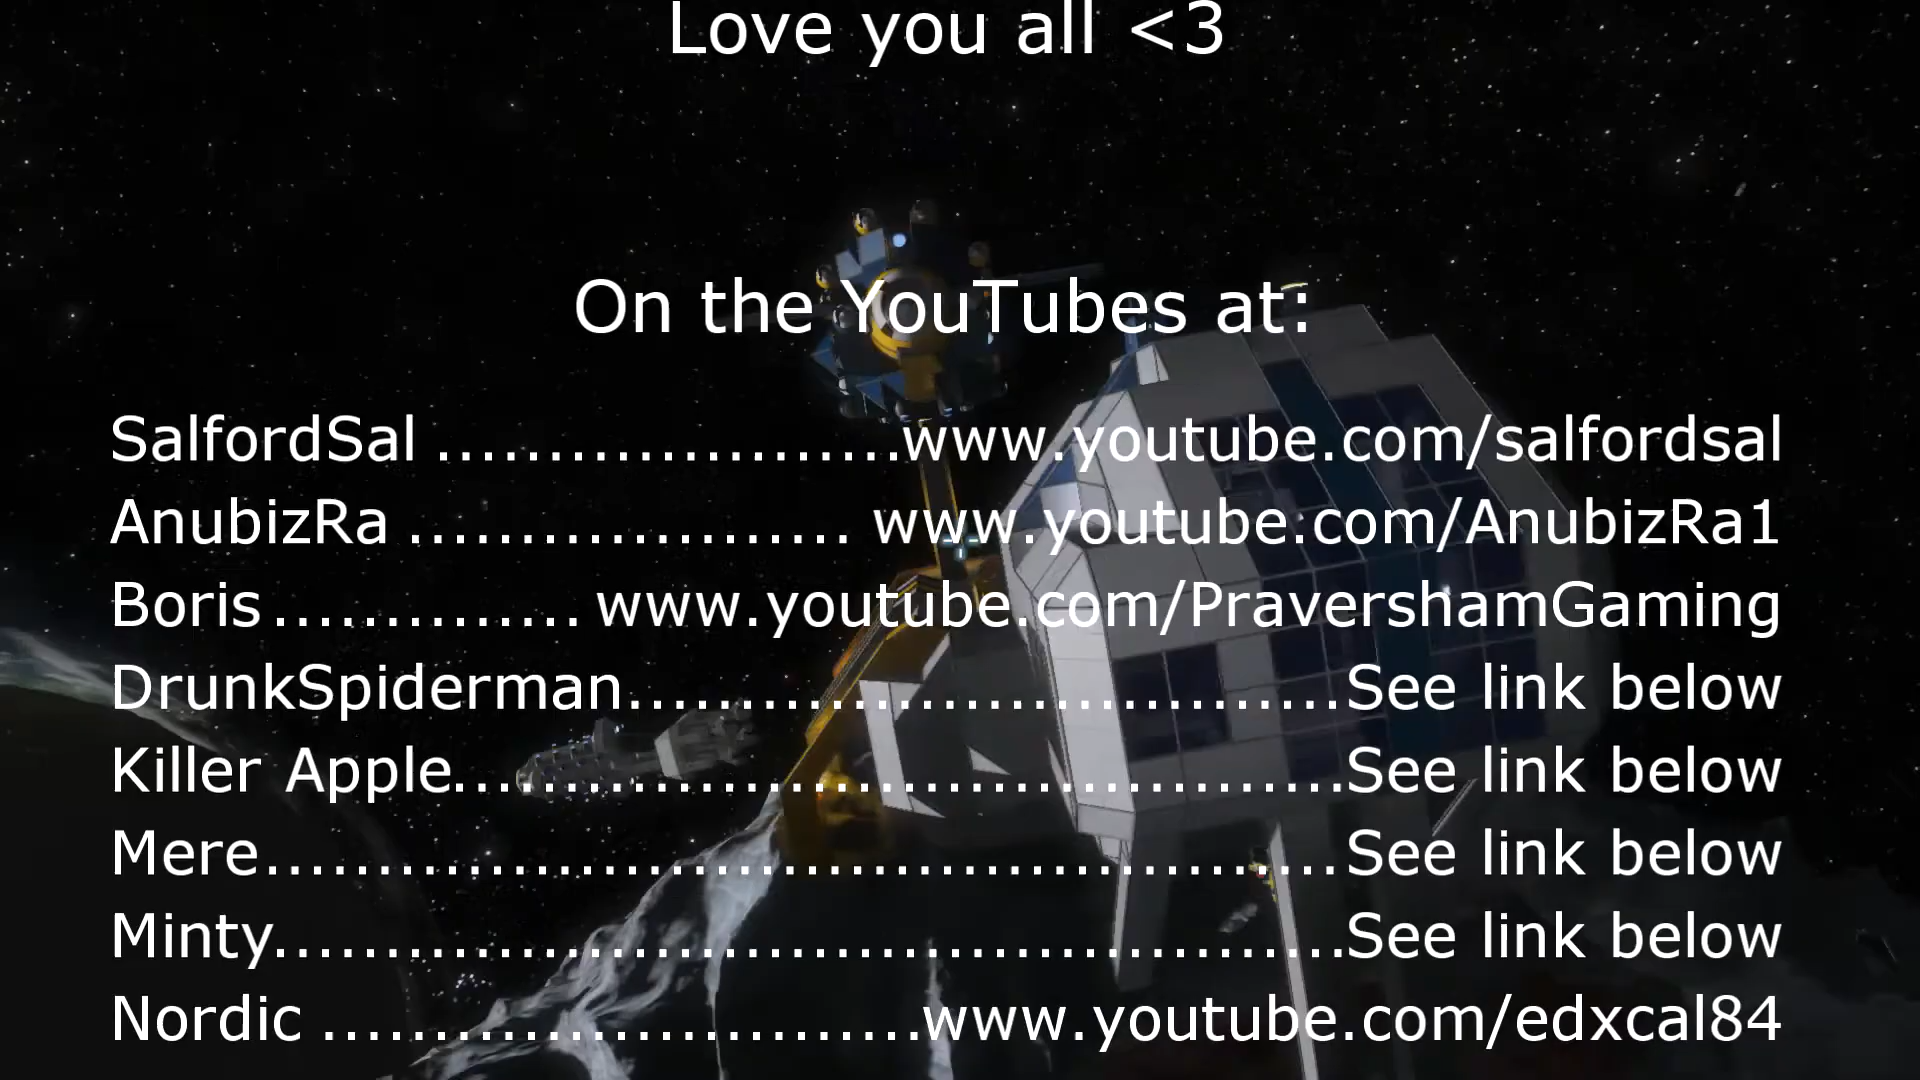 Love you all <3
On the YouTubes at:
SalfordSal .....................www.youtube.com/salfordsal
AnubizRa .................... www.youtube.com/AnubizRa1
Boris.............. www.youtube.com/PravershamGaming
DrunkSpiderman................................See link below
Killer Apple........................................See link below
Mere................................................See link below
Minty................................................See link below
Nordic ...........................www.youtube.com/edxcal84